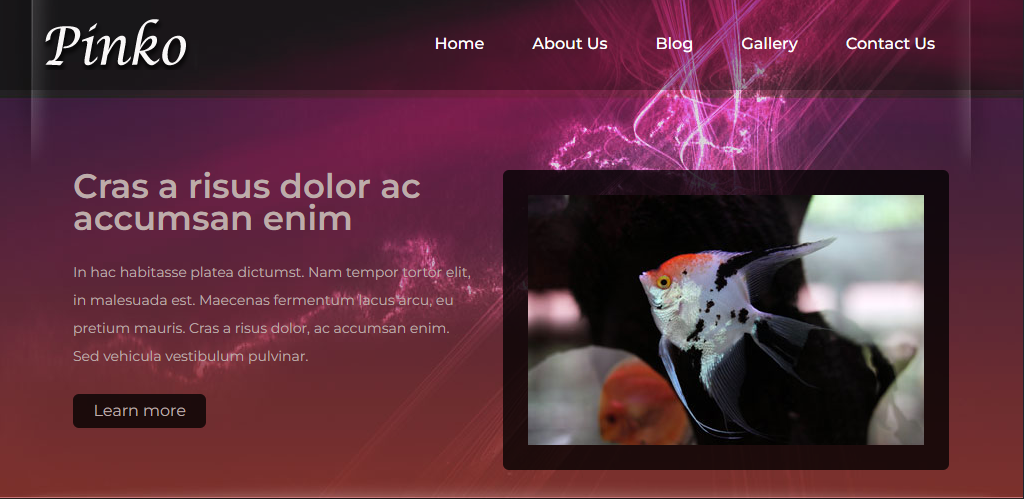 Pinko
Home About Us Blog Gallery Contact Us
Cras a risus dolor ac
accumsan enim
In hac habitasse platea dictumst. Nam tempor tortor elit,
in malesuada est. Maecenas fermentum lacus arcu, eu
pretium mauris. Cras a risus dolor, ac accumsan enim.
Sed vehicula vestibulum pulvinar.
Learn more